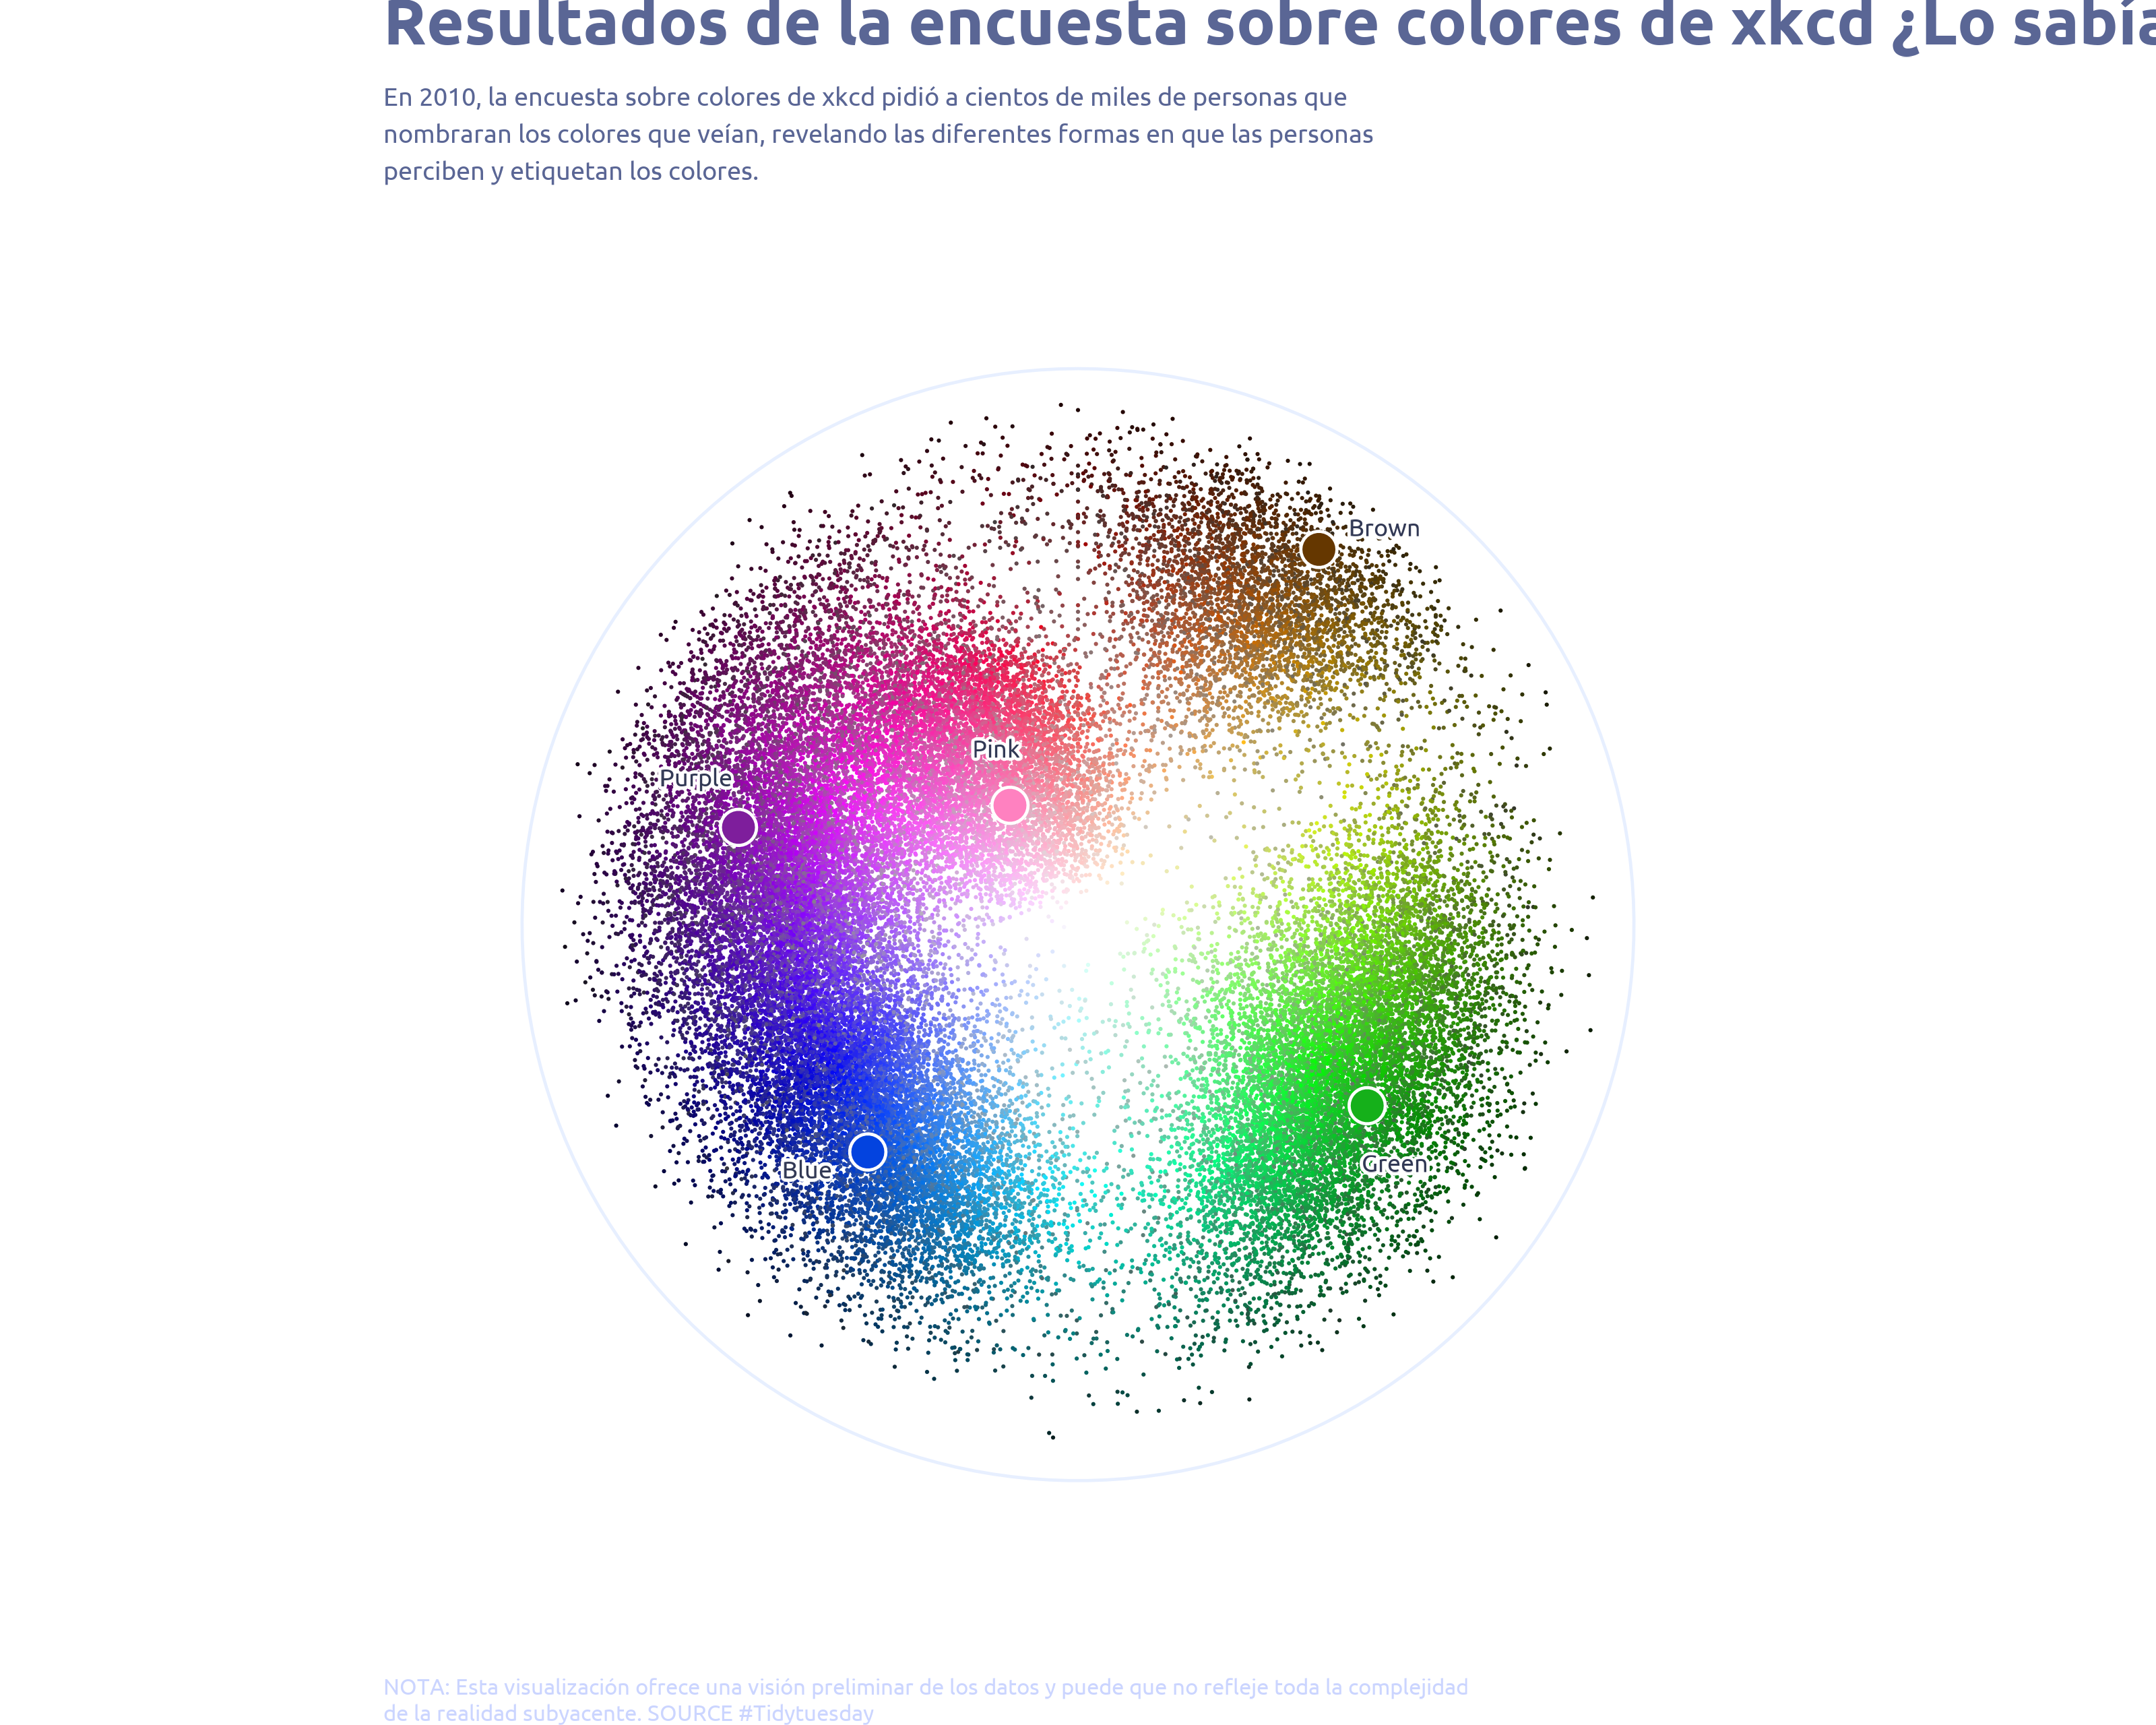 Resultados de la encuesta sobre colores de xkcd ¿Lo sabía
En 2010, la encuesta sobre colores de xkcd pidió a cientos de miles de personas que
nombraran los colores que veían, revelando las diferentes formas en que las personas
perciben y etiquetan los colores.
Brown
Pink
Purple
Blue
Green
NOTA: Esta visualización ofrece una visión preliminar de los datos y puede que no refleje toda la complejidad
de la realidad subyacente. SOURCE #Tidytuesday